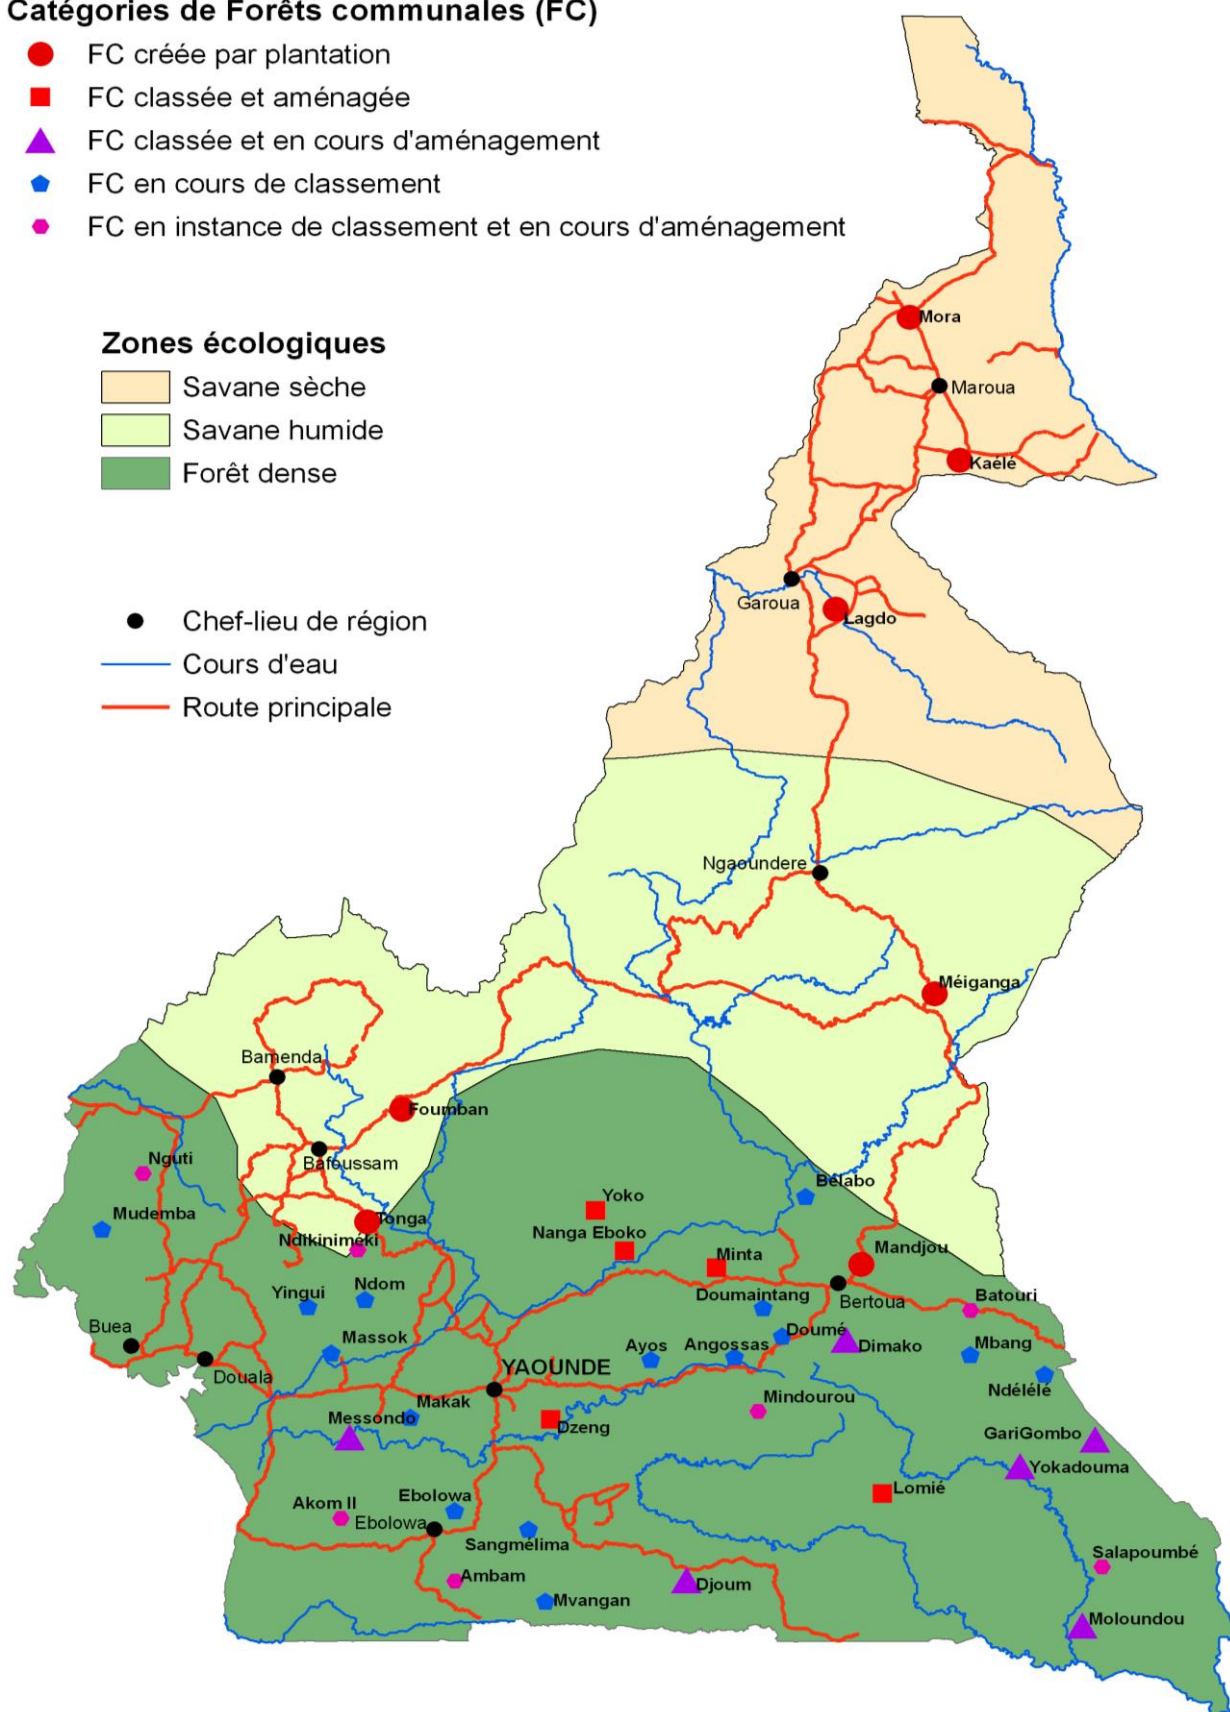 Catégories de Forêts communales (FC)
FC créée par plantation
FC classée et aménagée
FC classée et en cours d'aménagement
FC en cours de classement
FC en instance de classement et en cours d'aménagement
Zones écologiques
Savane sèche
Savane humide
Forêt dense
Chef-lieu de région
Cours d'eau
Route principale
Mora
Maroua
Kaélé
Garoua
Lagdo
Ngaoundere
Méiganga
Bamenda
Foumban
Bafoussam
Nguti
Bélabo
Yoko
Mudemba
Tonga
Nanga Eboko
Ndikiniméki
Mandjou
Minta
Yingui
Ndom
Doumaintang
Bertoua
Batouri
Buea
Massok
Doumé
Ayos
Angossas
Dimako
Mbang
YAOUNDE
Douala
Ndélélé
Makak
Mindourou
Messondo
Dzeng
GariGombo
Yokadouma
Lomié
Ebolowa
Akom II
Ebolowa
Sangmélima
Salapoumbé
Ambam
Djoum
Mvangan
Moloundou